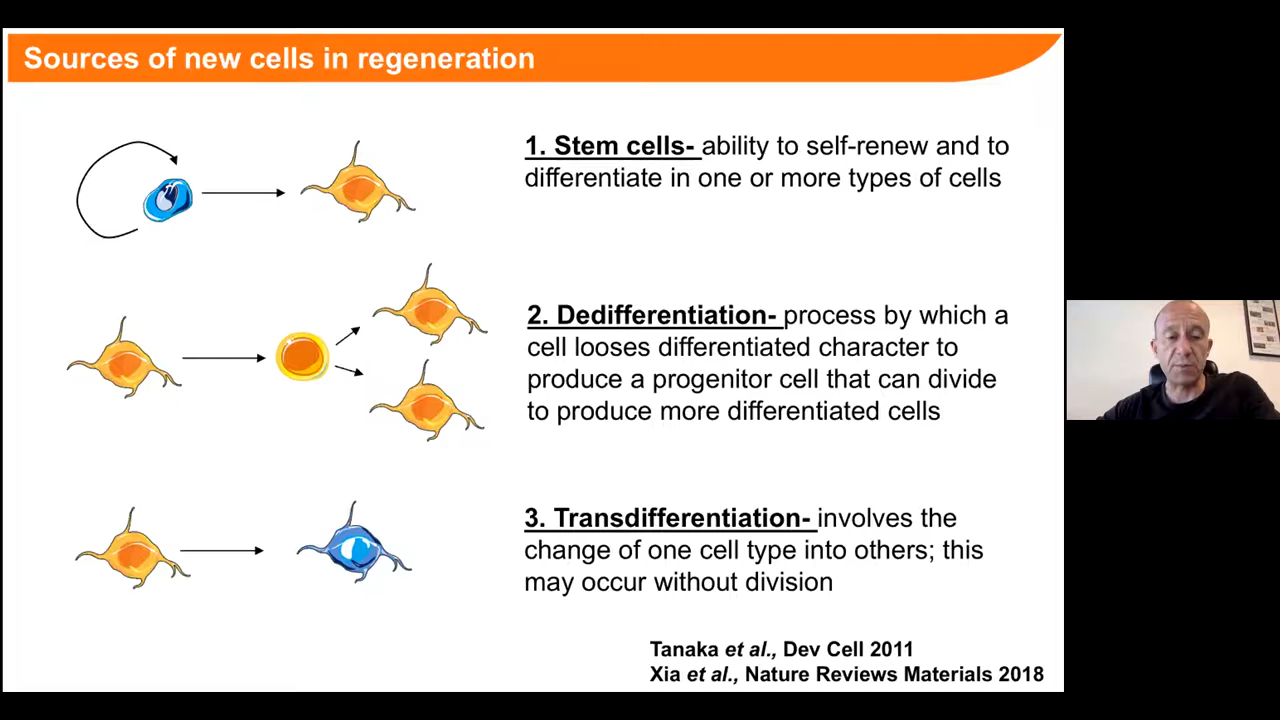 Sources of new cells in regeneration
1. Stem cells- ability to self-renew and to
differentiate in one or more types of cells
2. Dedifferentiation- process by which a
cell looses differentiated character to
produce a progenitor cell that can divide
to produce more differentiated cells
3. Transdifferentiation- involves the
change of one cell type into others; this
may occur without division
Tanaka et al., Dev Cell 2011
Xia et al., Nature Reviews Materials 2018